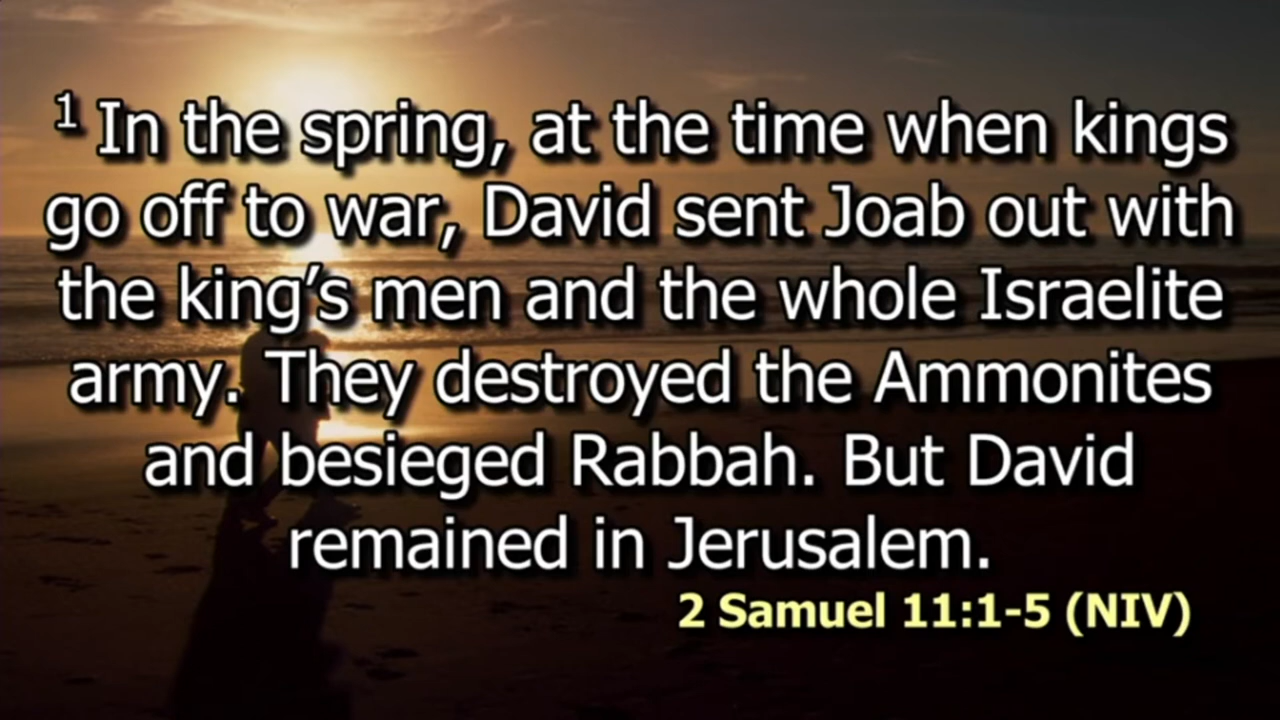 ¹ In the spring, at the time when kings
go off to war, David sent Joab out with
the king’s men and the whole Israelite
army. They destroyed the Ammonites
and besieged Rabbah. But David
remained in Jerusalem.
2 Samuel 11:1-5 (NIV)